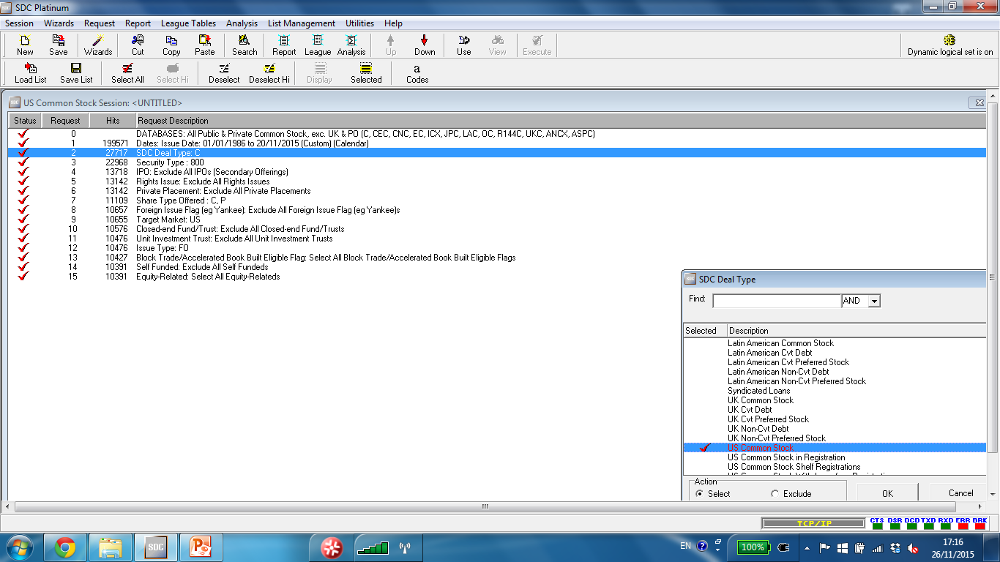 SDC Platinum
Session Wizards Request Report League Tables Analysis List Management Utilities Help
New Save Wizards Cut Copy Paste Search Report League Analysis Up Down Use View Execute Dynamic logical set is on
Load List Save List Select All Select Hi Deselect Deselect Hi Display Selected a Codes
SDC US Common Stock Session: <UNTITLED>
Status Request Hits Request Description
0 DATABASES: All Public & Private Common Stock, exc. UK & PO (C, CEC, CNC, EC, ICX, JPC, LAC, OC, R144C, UKC, ANCX, ASPC)
1 199571 Dates: Issue Date: 01/01/1986 to 20/11/2015 (Custom) (Calendar)
2 27717 SDC Deal Type: C
3 22968 Security Type : 800
4 13718 IPO: Exclude All IPOs (Secondary Offerings)
5 13142 Rights Issue: Exclude All Rights Issues
6 13142 Private Placement: Exclude All Private Placements
7 11109 Share Type Offered : C, P
8 10657 Foreign Issue Flag (eg Yankee): Exclude All Foreign Issue Flag (eg Yankee)s
9 10655 Target Market: US
10 10576 Closed-end Fund/Trust: Exclude All Closed-end Fund/Trusts
11 10476 Unit Investment Trust: Exclude All Unit Investment Trusts
12 10476 Issue Type: FO
13 10427 Block Trade/Accelerated Book Built Eligible Flag: Select All Block Trade/Accelerated Book Built Eligible Flags
14 10391 Self Funded: Exclude All Self Fundeds
15 10391 Equity-Related: Select All Equity-Relateds
SDC Deal Type
Find: AND
Selected Description
Latin American Common Stock
Latin American Cvt Debt
Latin American Cvt Preferred Stock
Latin American Non-Cvt Debt
Latin American Non-Cvt Preferred Stock
Syndicated Loans
UK Common Stock
UK Cvt Debt
UK Cvt Preferred Stock
UK Non-Cvt Debt
UK Non-Cvt Preferred Stock
US Common Stock
US Common Stock in Registration
US Common Stock Shelf Registrations
Action
Select Exclude OK Cancel
TCP/IP CTS DSR DCD TXD RXD ERR BRK
SDC EN 100% 17:16
26/11/2015